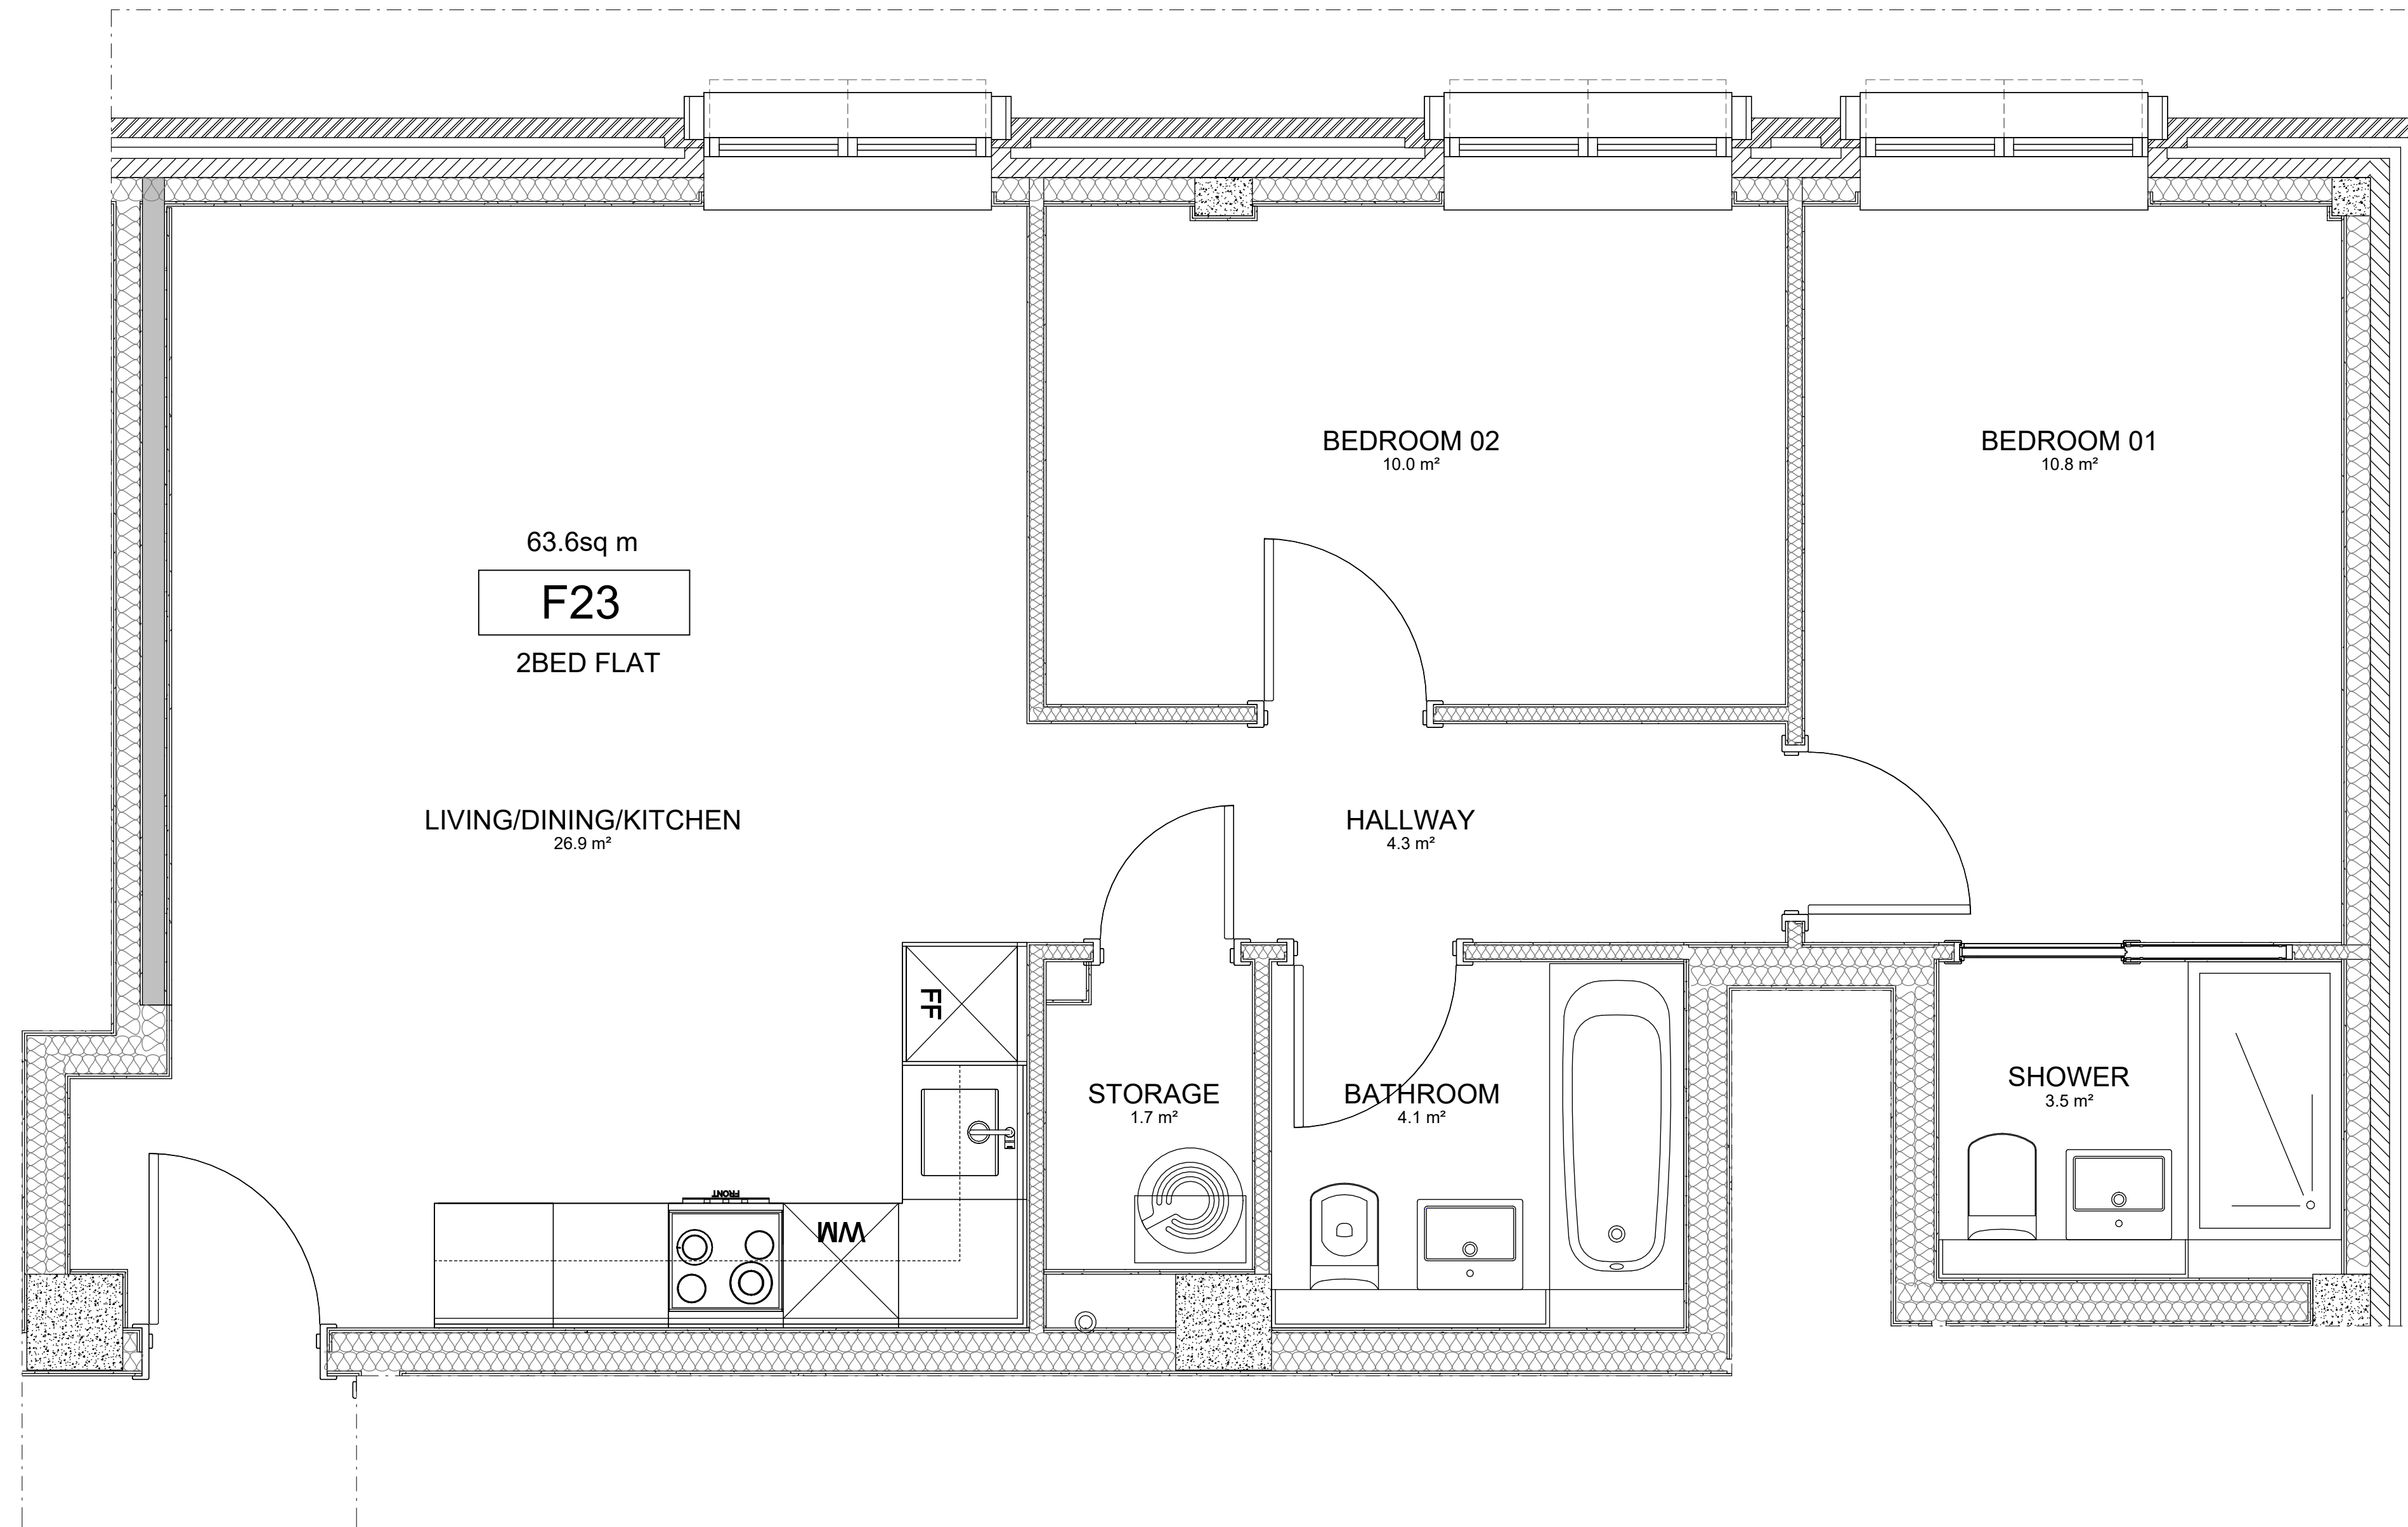 BEDROOM 02
10.0 m²
BEDROOM 01
10.8 m²
63.6sq m
F23
2BED FLAT
LIVING/DINING/KITCHEN
26.9 m²
HALLWAY
4.3 m²
FF
STORAGE
1.7 m²
BATHROOM
4.1 m²
SHOWER
3.5 m²
FRONT
WM